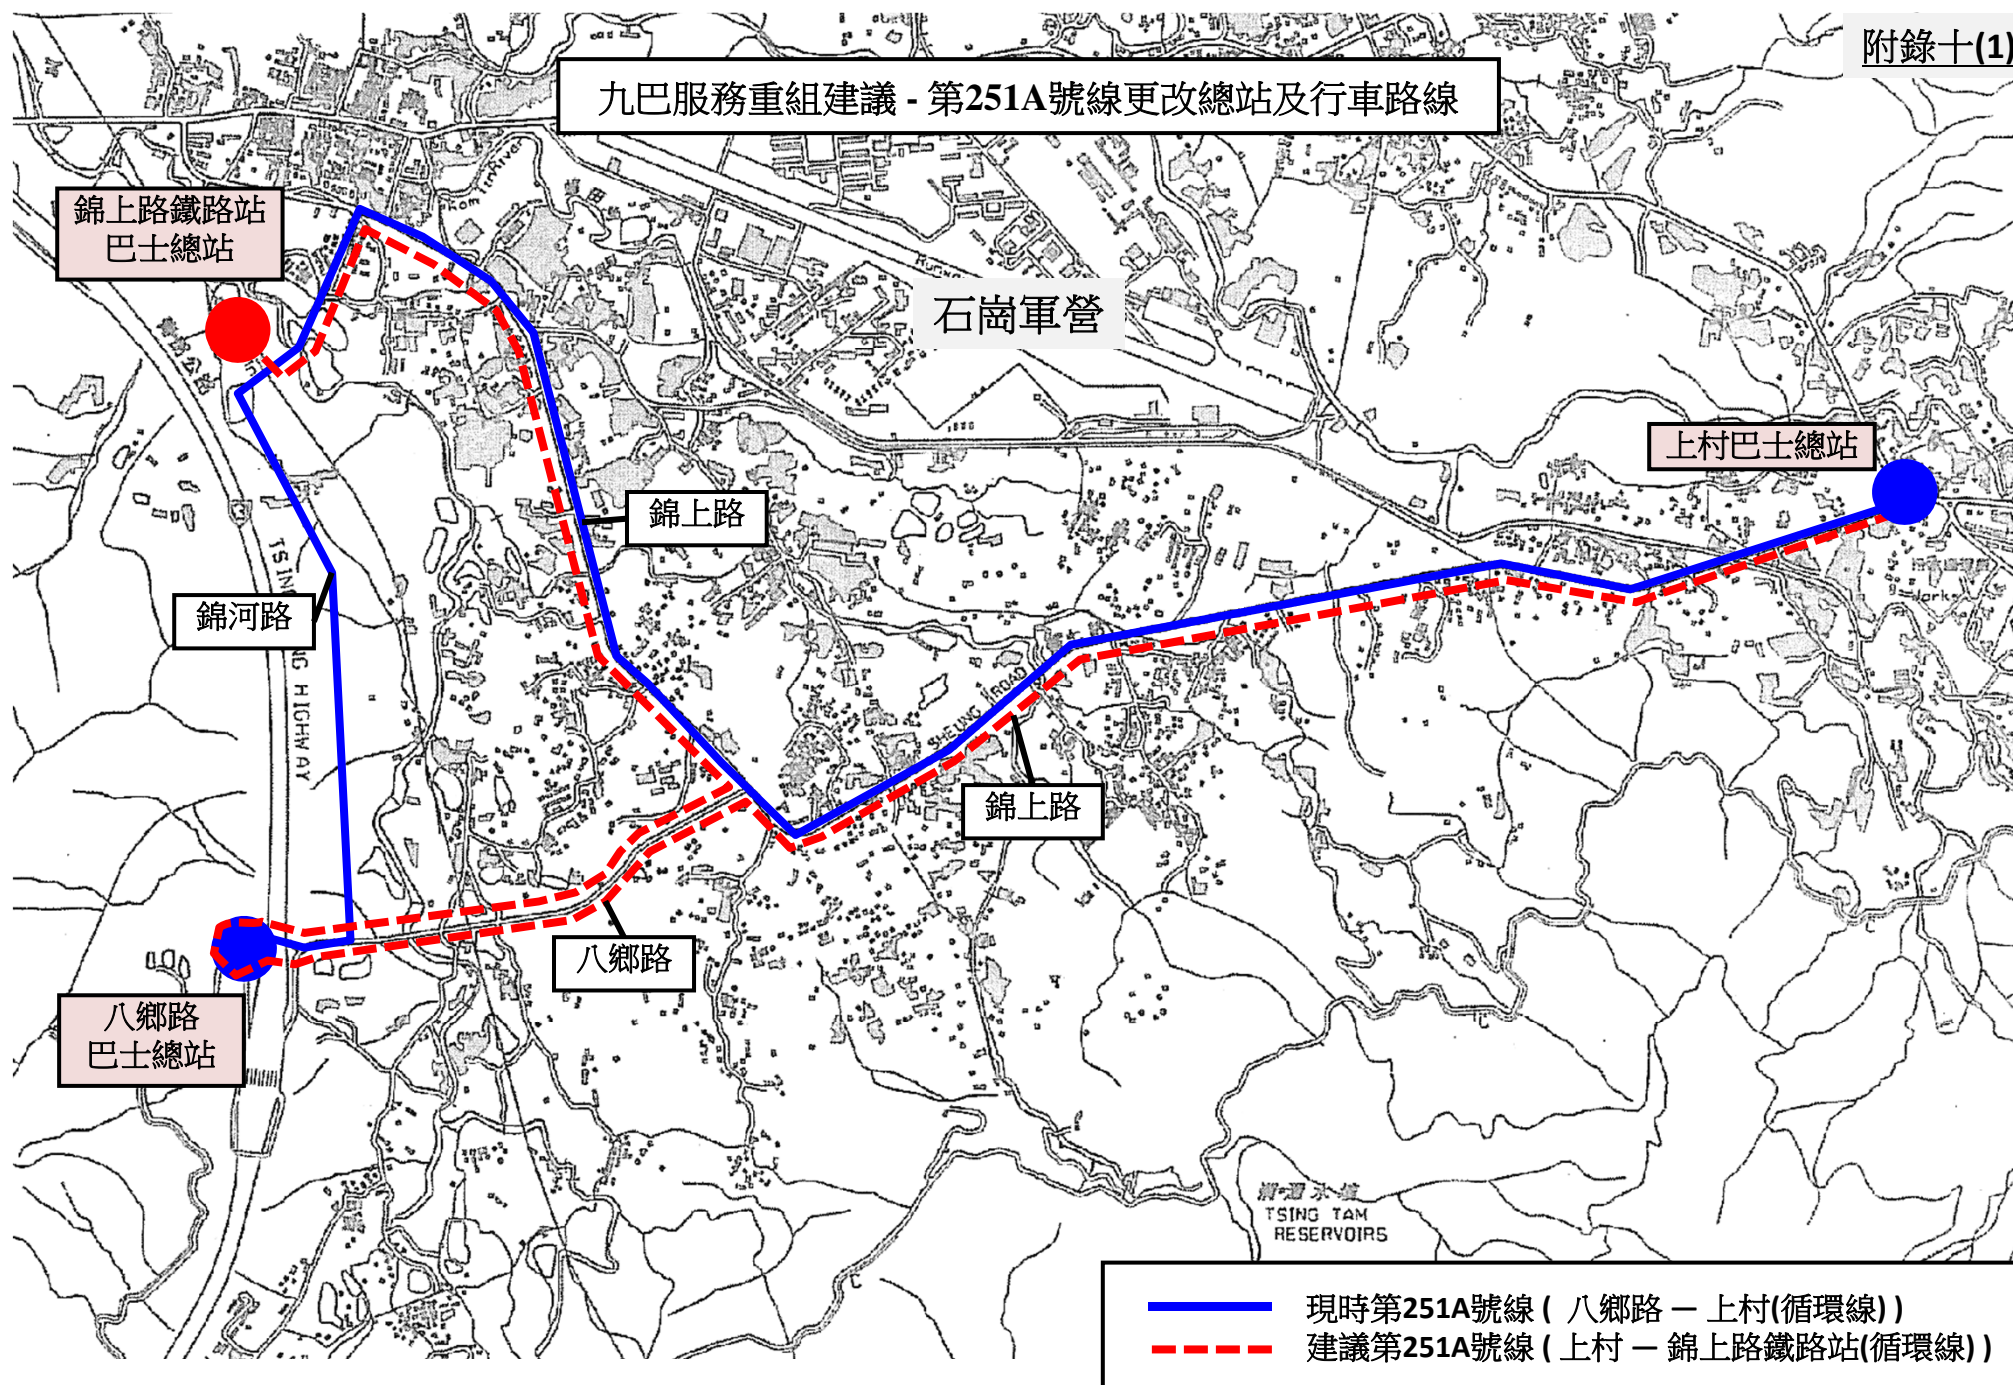 附錄十(1)
九巴服務重組建議 - 第251A號線更改總站及行車路線
錦上路鐵路站
巴士總站
石崗軍營
上村巴士總站
錦上路
TSING
錦河路
HIGHWAY
SHEUNG ROAD
錦上路
八鄉路
八鄉路
巴士總站
TSING TAM
RESERVOIRS
現時第251A號線 ( 八鄉路 — 上村(循環線) )
建議第251A號線 ( 上村 — 錦上路鐵路站(循環線) )